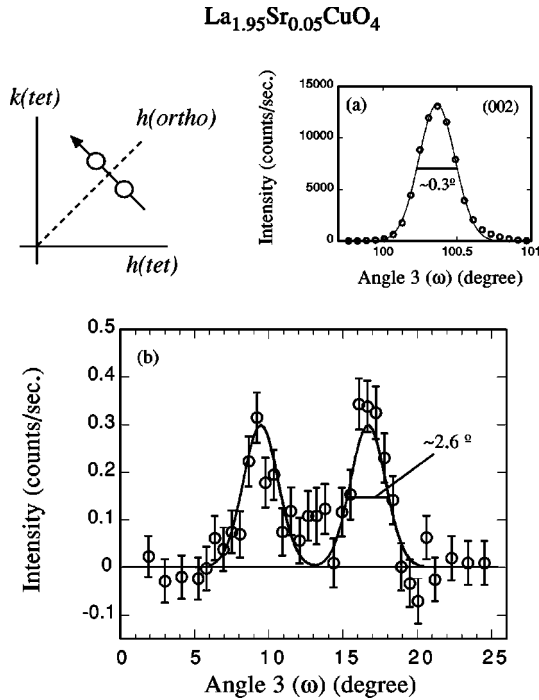 La1.95Sr0.05CuO4
k(tet)
h(ortho)
h(tet)
(a)
(002)
~0.3º
Intensity (counts/sec.)
15000
10000
5000
0
100
100.5
101
Angle 3 (ω) (degree)
(b)
~2.6 º
Intensity (counts/sec.)
0.5
0.4
0.3
0.2
0.1
0
-0.1
0
5
10
15
20
25
Angle 3 (ω) (degree)